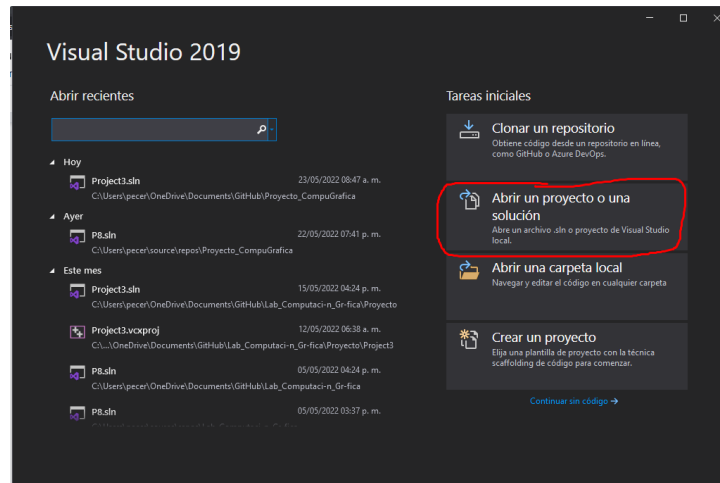 Visual Studio 2019
Abrir recientes
Hoy
Project3.sln 23/05/2022 08:47 a. m.
C:\Users\pecer\OneDrive\Documents\GitHub\Proyecto_CompuGrafica
Ayer
P8.sln 22/05/2022 07:41 p. m.
C:\Users\pecer\source\repos\Proyecto_CompuGrafica
Este mes
Project3.sln 15/05/2022 04:24 p. m.
C:\Users\pecer\OneDrive\Documents\GitHub\Lab_Computaci-n_Gr-fica\Proyecto
Project3.vcxproj 12/05/2022 06:38 a. m.
C:\...\OneDrive\Documents\GitHub\Lab_Computaci-n_Gr-fica\Proyecto\Project3
P8.sln 05/05/2022 04:24 p. m.
C:\Users\pecer\OneDrive\Documents\GitHub\Lab_Computaci-n_Gr-fica
P8.sln 05/05/2022 03:37 p. m.
Tareas iniciales
Clonar un repositorio
Obtiene código desde un repositorio en línea,
como GitHub o Azure DevOps.
Abrir un proyecto o una
solución
Abre un archivo .sln o proyecto de Visual Studio
local.
Abrir una carpeta local
Navegar y editar el código en cualquier carpeta
Crear un proyecto
Elija una plantilla de proyecto con la técnica
scaffolding de código para comenzar.
Continuar sin código →